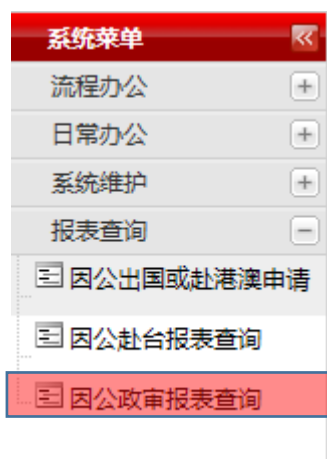 系统菜单
流程办公
日常办公
系统维护
报表查询
因公出国或赴港澳申请
因公赴台报表查询
因公政审报表查询